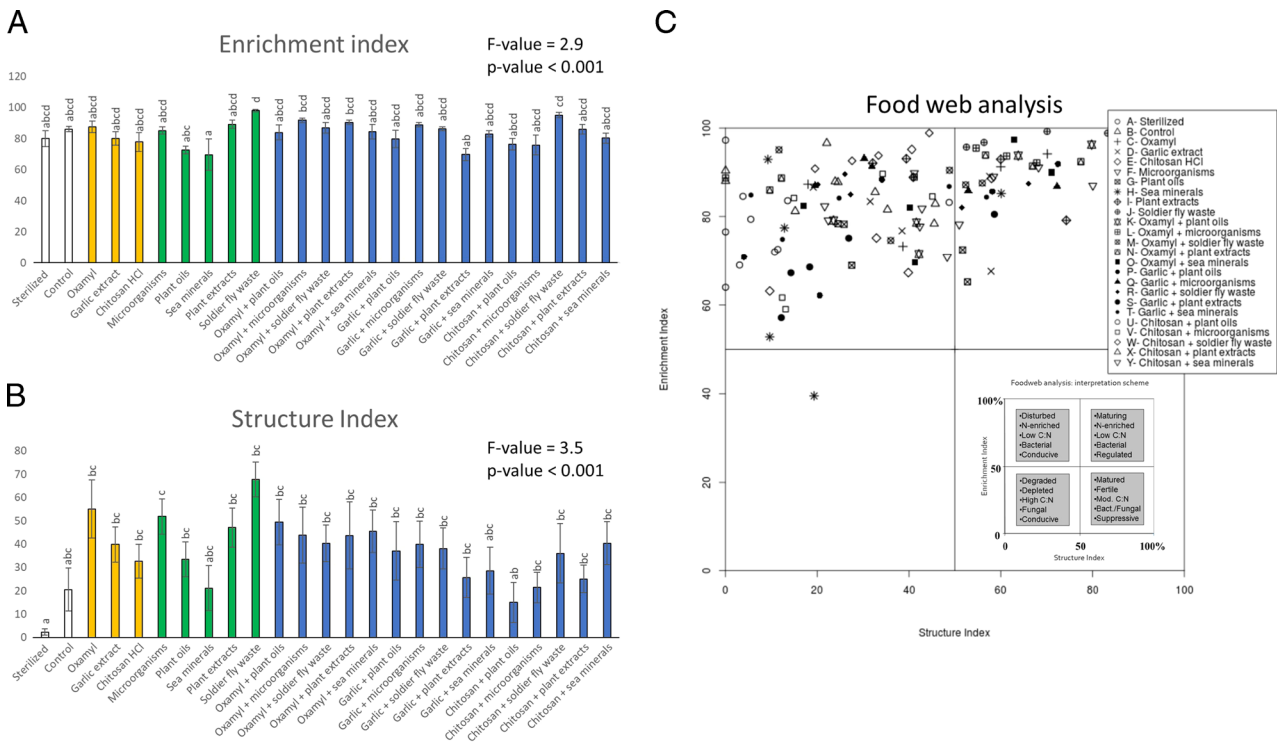 A
Enrichment index
F-value = 2.9
p-value < 0.001
120
100
80
60
40
20
0
abcd
abcd
abcd
abcd
abcd
abcd
abc
a
abcd
d
abcd
bcd
abcd
abcd
abcd
abcd
abcd
abcd
ab
abcd
abcd
abcd
cd
abcd
abcd
Sterilized
Control
Oxamyl
Garlic extract
Chitosan HCl
Microorganisms
Plant oils
Sea minerals
Plant extracts
Soldier fly waste
Oxamyl + plant oils
Oxamyl + microorganisms
Oxamyl + soldier fly waste
Oxamyl + plant extracts
Oxamyl + sea minerals
Garlic + plant oils
Garlic + microorganisms
Garlic + soldier fly waste
Garlic + plant extracts
Garlic + sea minerals
Chitosan + plant oils
Chitosan + microorganisms
Chitosan + soldier fly waste
Chitosan + plant extracts
Chitosan + sea minerals
B
Structure Index
F-value = 3.5
p-value < 0.001
80
70
60
50
40
30
20
10
0
a
abc
bc
bc
bc
c
bc
abc
bc
bc
bc
bc
bc
bc
bc
bc
bc
bc
bc
abc
ab
bc
bc
bc
bc
Sterilized
Control
Oxamyl
Garlic extract
Chitosan HCl
Microorganisms
Plant oils
Sea minerals
Plant extracts
Soldier fly waste
Oxamyl + plant oils
Oxamyl + microorganisms
Oxamyl + soldier fly waste
Oxamyl + plant extracts
Oxamyl + sea minerals
Garlic + plant oils
Garlic + microorganisms
Garlic + soldier fly waste
Garlic + plant extracts
Garlic + sea minerals
Chitosan + plant oils
Chitosan + microorganisms
Chitosan + soldier fly waste
Chitosan + plant extracts
Chitosan + sea minerals
C
Food web analysis
Enrichment Index
100
80
60
40
20
0
0
20
40
60
80
100
Structure Index
A- Sterilized
B- Control
C- Oxamyl
D- Garlic extract
E- Chitosan HCl
F- Microorganisms
G- Plant oils
H- Sea minerals
I- Plant extracts
J- Soldier fly waste
K- Oxamyl + plant oils
L- Oxamyl + microorganisms
M- Oxamyl + soldier fly waste
N- Oxamyl + plant extracts
O- Oxamyl + sea minerals
P- Garlic + plant oils
Q- Garlic + microorganisms
R- Garlic + soldier fly waste
S- Garlic + plant extracts
T- Garlic + sea minerals
U- Chitosan + plant oils
V- Chitosan + microorganisms
W- Chitosan + soldier fly waste
X- Chitosan + plant extracts
Y- Chitosan + sea minerals
Foodweb analysis: interpretation scheme
100%
50
0
Enrichment Index
•Disturbed
•N-enriched
•Low C:N
•Bacterial
•Conducive
•Maturing
•N-enriched
•Low C:N
•Bacterial
•Regulated
•Degraded
•Depleted
•High C:N
•Fungal
•Conducive
•Matured
•Fertile
•Mod. C:N
•Bact./Fungal
•Suppressive
0
50
100%
Structure Index